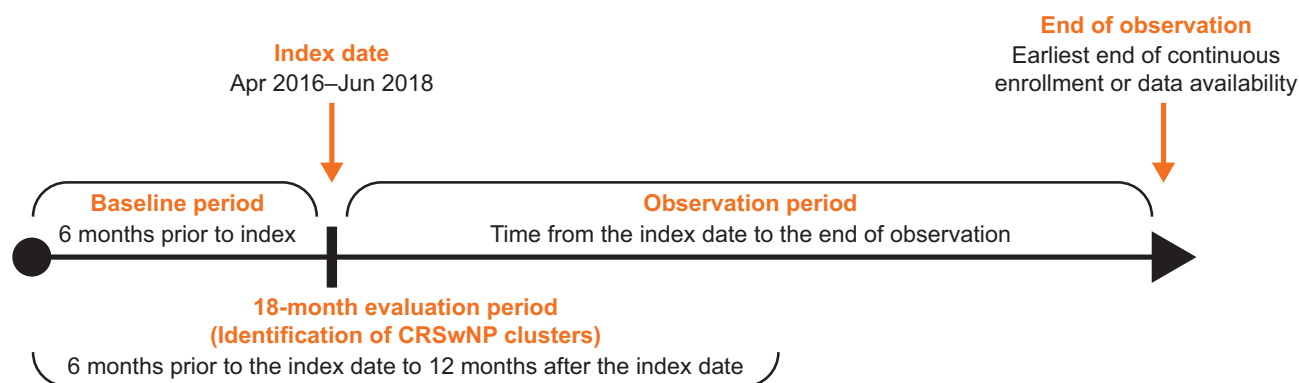 Index date
Apr 2016–Jun 2018
End of observation
Earliest end of continuous
enrollment or data availability
Baseline period
6 months prior to index
Observation period
Time from the index date to the end of observation
18-month evaluation period
(Identification of CRSwNP clusters)
6 months prior to the index date to 12 months after the index date